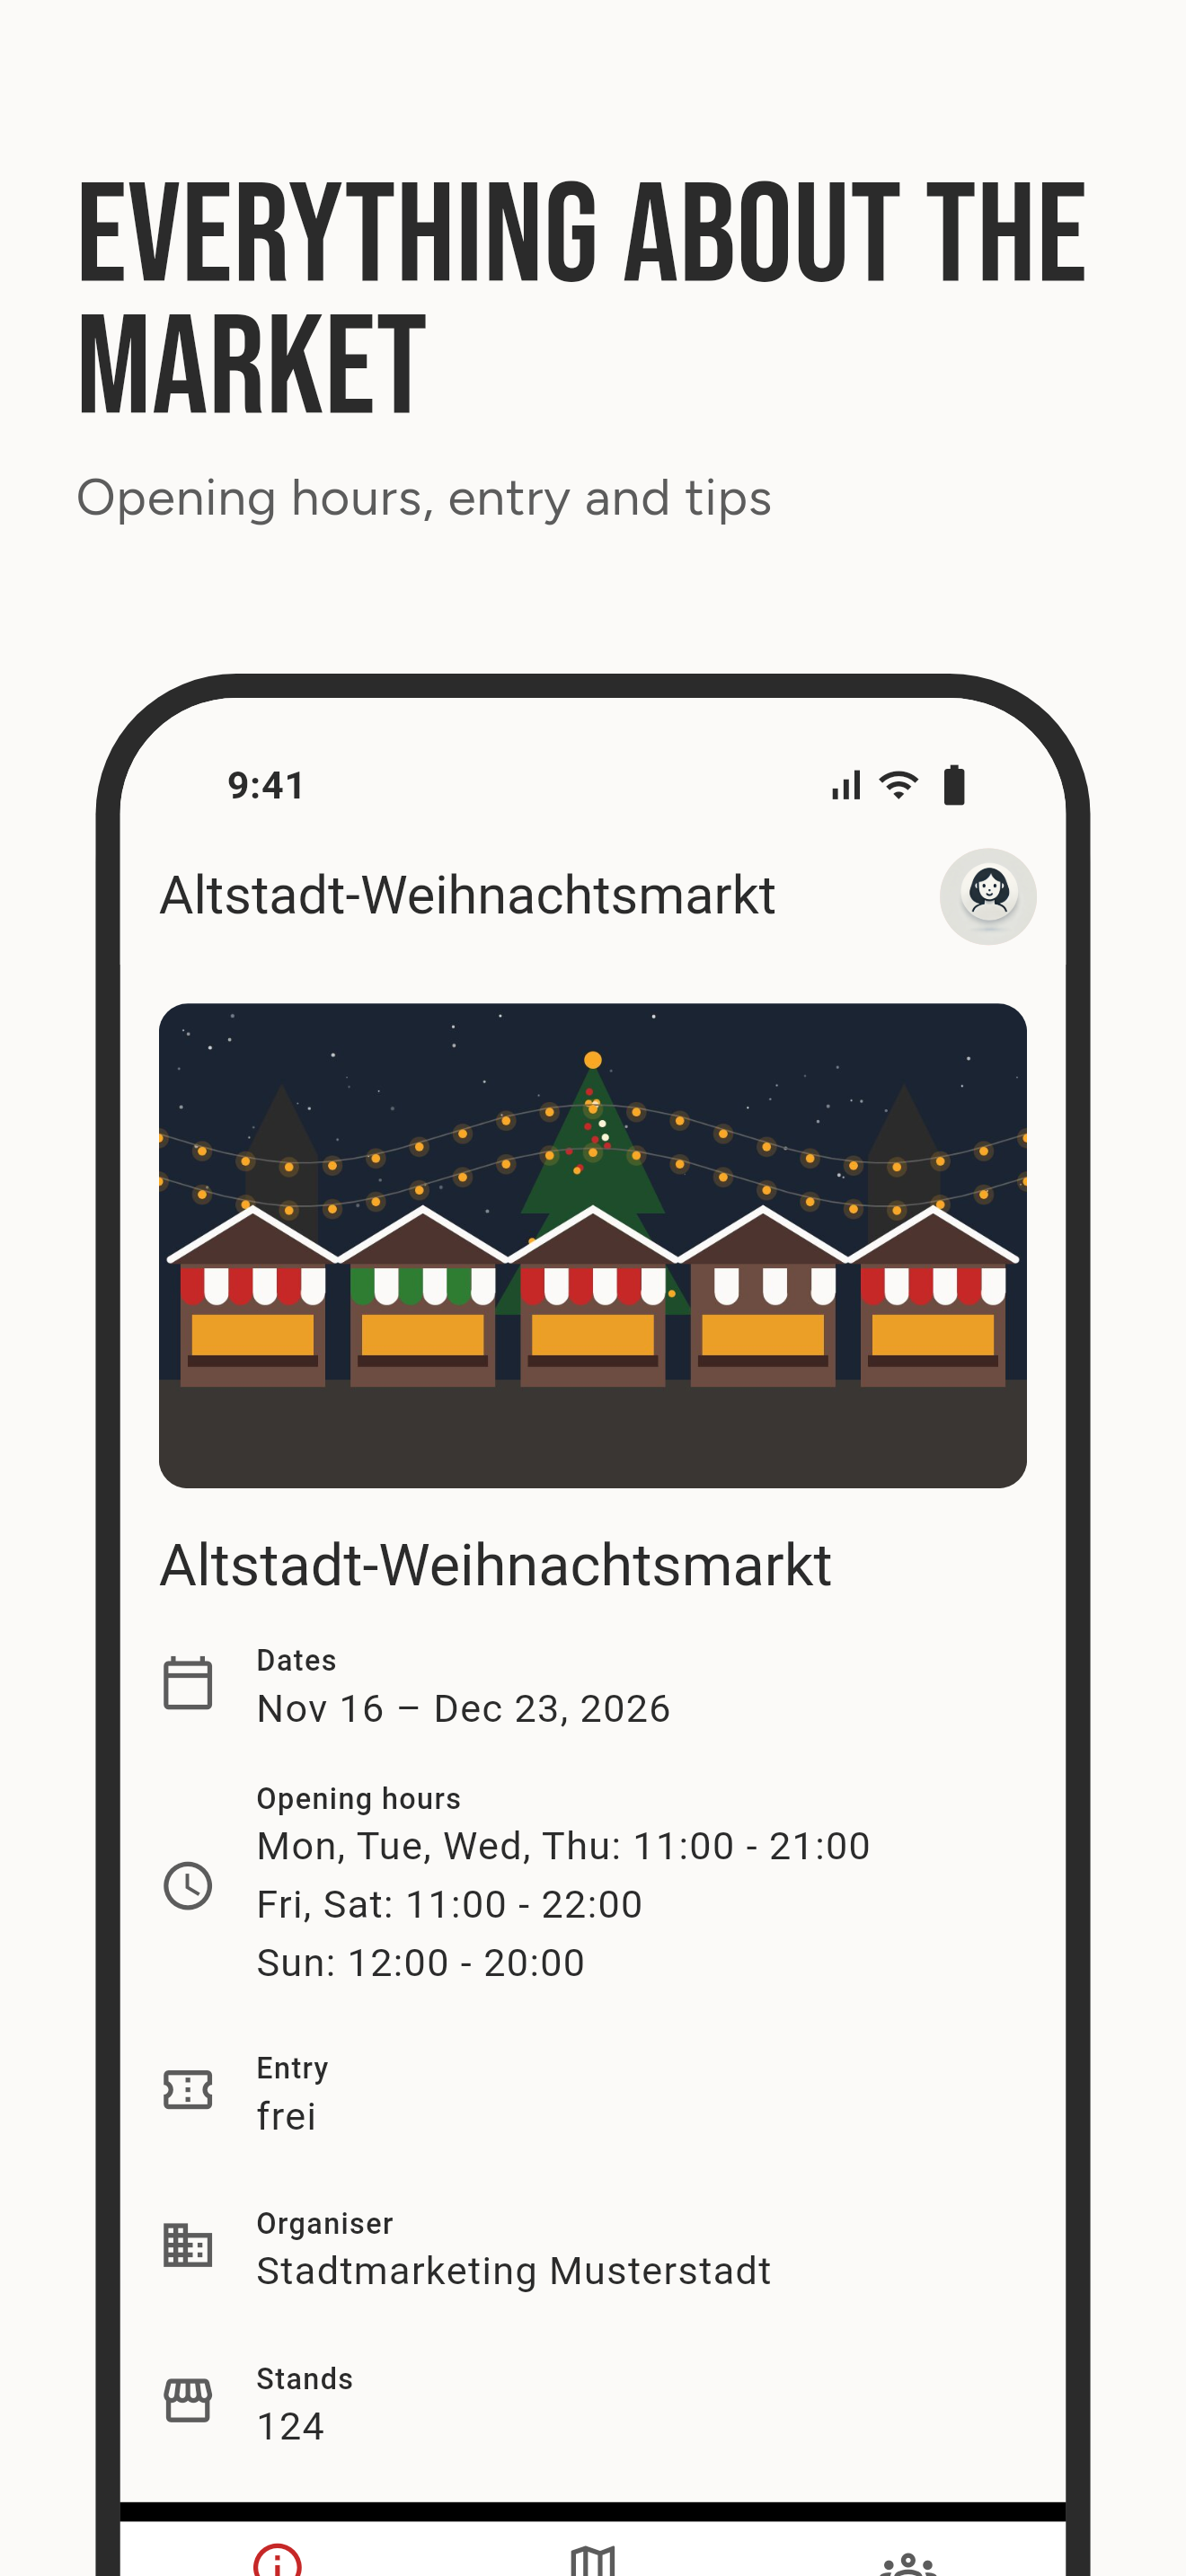 EVERYTHING ABOUT THE
MARKET
Opening hours, entry and tips
9:41
Altstadt-Weihnachtsmarkt
Altstadt-Weihnachtsmarkt
Dates
Nov 16 – Dec 23, 2026
Opening hours
Mon, Tue, Wed, Thu: 11:00 - 21:00
Fri, Sat: 11:00 - 22:00
Sun: 12:00 - 20:00
Entry
frei
Organiser
Stadtmarketing Musterstadt
Stands
124